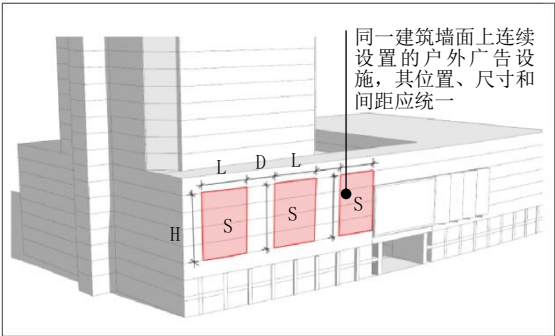 同一建筑墙面上连续
设置的户外广告设
施，其位置、尺寸和
间距应统一
L D L
H S S S